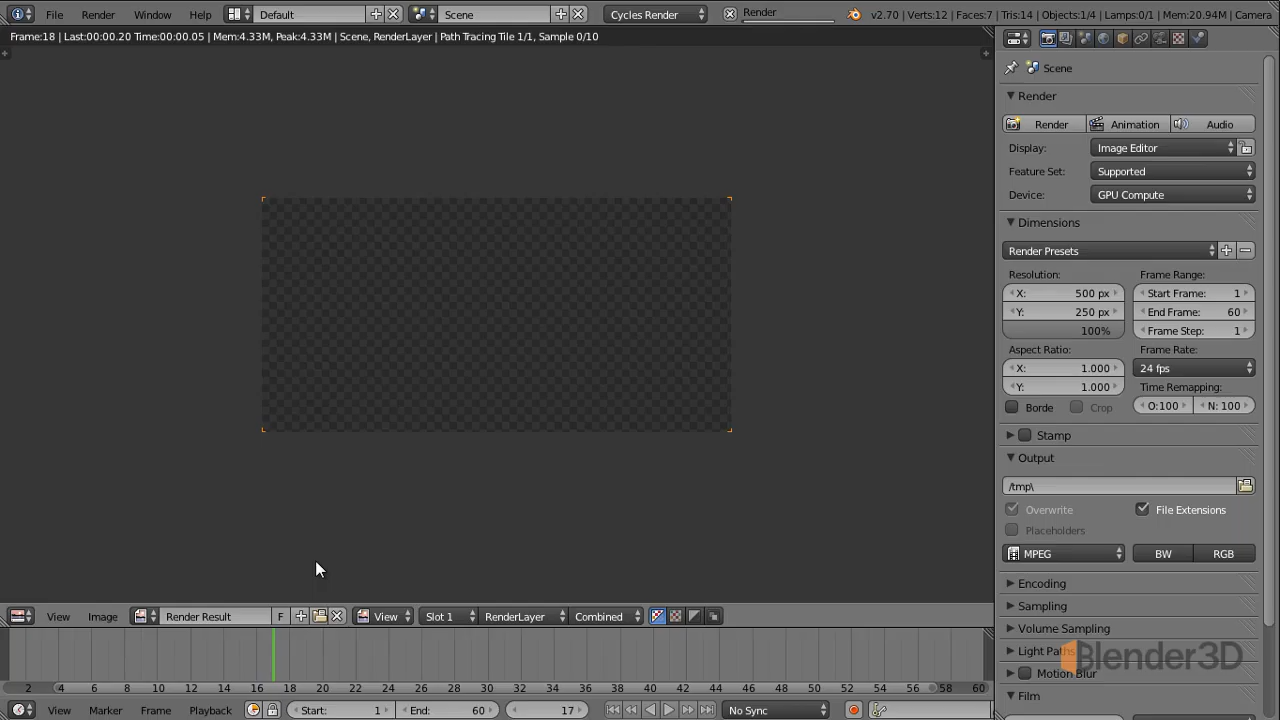 File Render Window Help Default Scene Cycles Render Render v2.70 | Verts:12 | Faces:7 | Tris:14 | Objects:1/4 | Lamps:0/1 | Mem:20.94M | Camera
Frame:18 | Last:00:00.20 Time:00:00.05 | Mem:4.33M, Peak:4.33M | Scene, RenderLayer | Path Tracing Tile 1/1, Sample 0/10
Scene
Render
Render Animation Audio
Display: Image Editor
Feature Set: Supported
Device: GPU Compute
Dimensions
Render Presets
Resolution: Frame Range:
X: 500 px Start Frame: 1
Y: 250 px End Frame: 60
100% Frame Step: 1
Aspect Ratio: Frame Rate:
X: 1.000 24 fps
Y: 1.000 Time Remapping:
Borde Crop O:100 N: 100
Stamp
Output
/tmp\
Overwrite File Extensions
Placeholders
MPEG BW RGB
Encoding
Sampling
Volume Sampling
Light Paths
Blender3D
Motion Blur
Film
View Image Render Result F View Slot 1 RenderLayer Combined
2 4 6 8 10 12 14 16 18 20 22 24 26 28 30 32 34 36 38 40 42 44 46 48 50 52 54 56 58 60
View Marker Frame Playback Start: 1 End: 60 17 No Sync